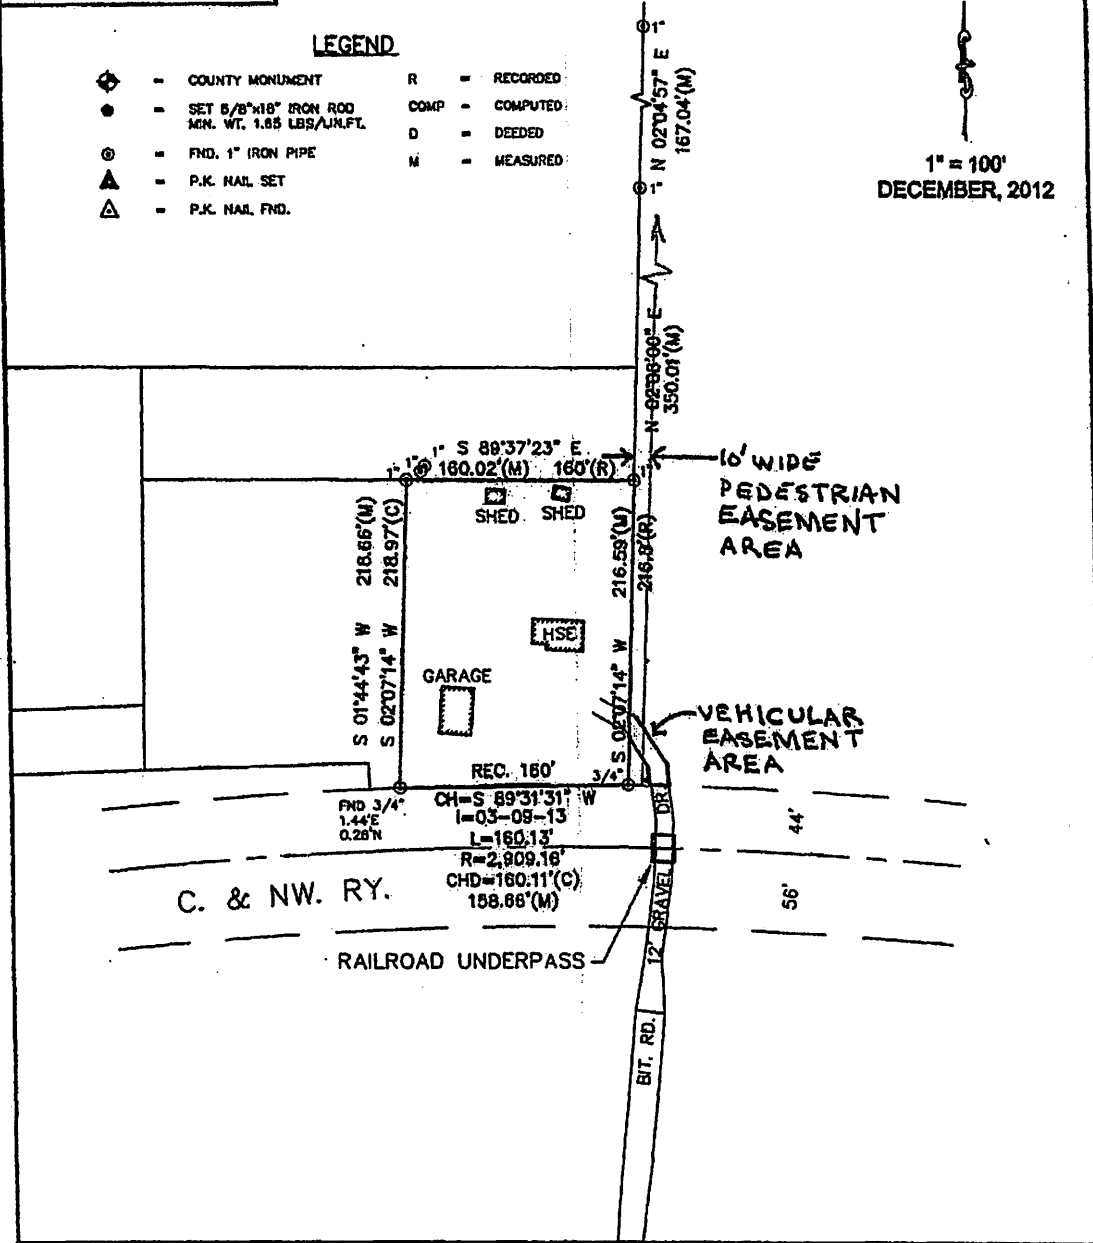 LEGEND
= COUNTY MONUMENT
= SET 5/8"x18" IRON ROD
MIN. WT. 1.65 LBS/LIN.FT.
= FND. 1" IRON PIPE
= P.K. NAIL SET
= P.K. NAIL FND.
R = RECORDED
COMP = COMPUTED
D = DEEDED
M = MEASURED
1" = 100'
DECEMBER, 2012
1"
N 02°04'57" E
167.04'(M)
1"
N 02°06'00" E
350.01'(M)
1" 1" 1" S 89°37'23" E
160.02'(M) 160'(R)
1"
10' WIDE
PEDESTRIAN
EASEMENT
AREA
SHED
SHED
S 01°44'43" W 218.66'(M)
S 02°07'14" W 218.97'(C)
S 02°07'14" W 216.59'(M)
216.8'(R)
HSE
GARAGE
VEHICULAR
EASEMENT
AREA
REC. 160'
3/4"
FND 3/4"
1.44'E
0.26'N
CH=S 89°31'31" W
I=03-09-13
L=160.13'
R=2,909.16'
CHD=160.11'(C)
158.66'(M)
44'
56'
C. & NW. RY.
12' GRAVEL DR.
RAILROAD UNDERPASS
BIT. RD.